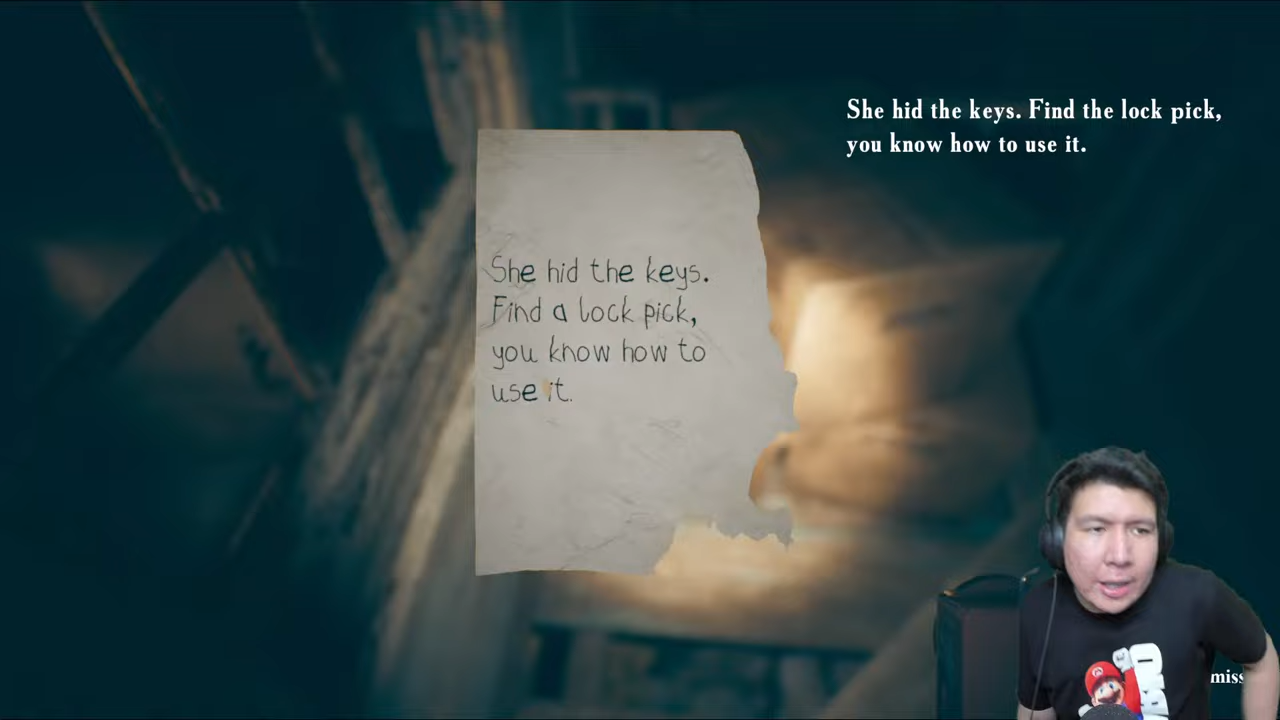 She hid the keys. Find the lock pick,
you know how to use it.
She hid the keys.
Find a lock pick,
you know how to
use it.